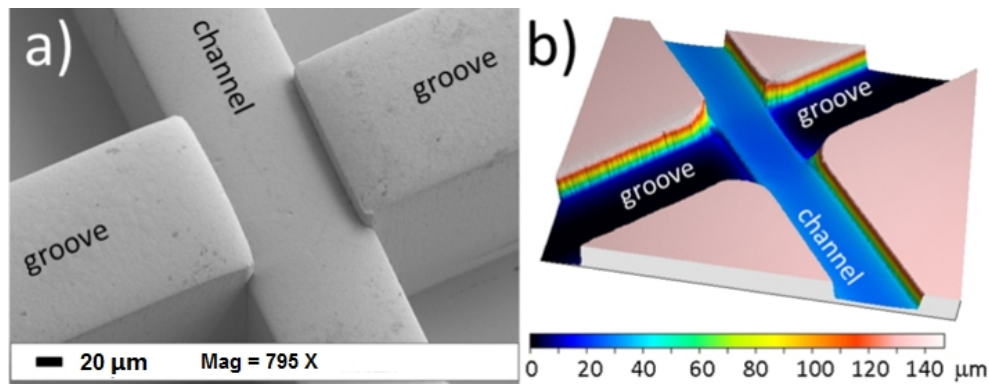 a)
channel
groove
groove
20 µm
Mag = 795 X
b)
groove
groove
channel
0 20 40 60 80 100 120 140 µm